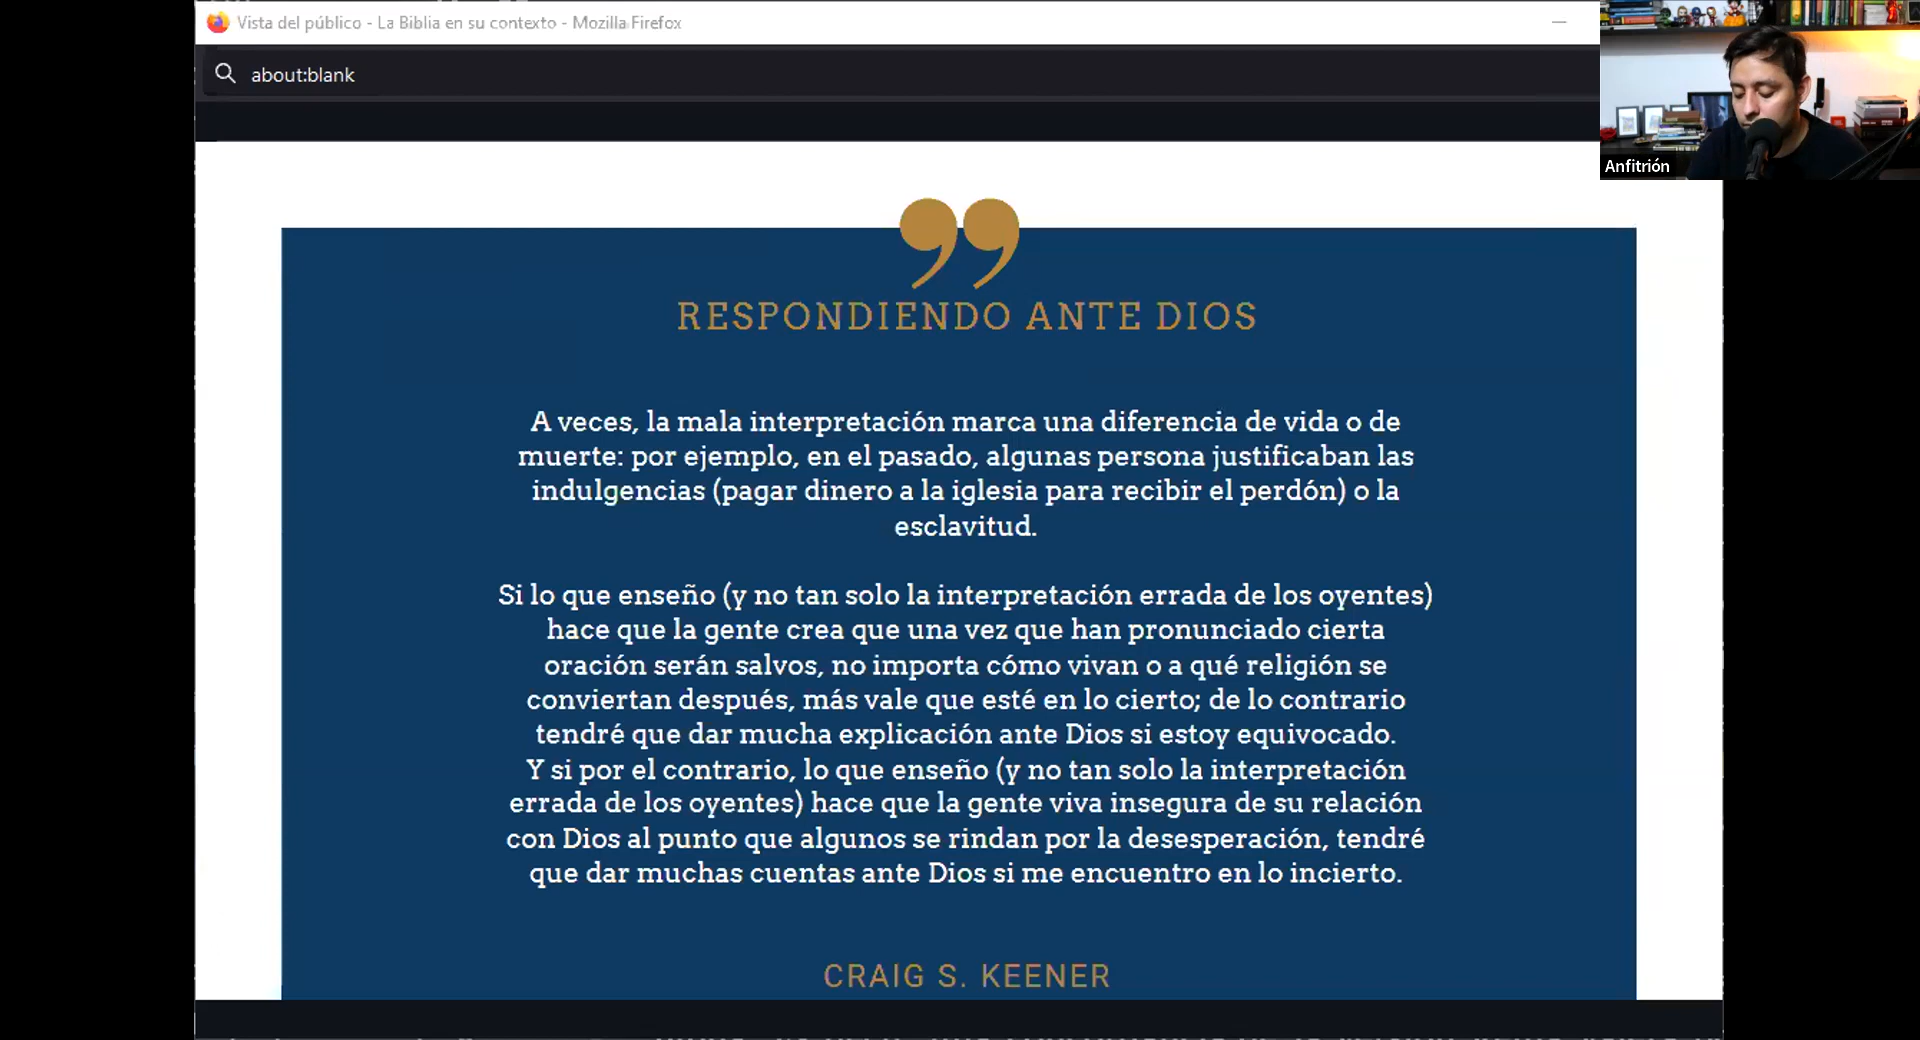 Vista del público - La Biblia en su contexto - Mozilla Firefox
about:blank
Anfitrión
RESPONDIENDO ANTE DIOS
A veces, la mala interpretación marca una diferencia de vida o de
muerte: por ejemplo, en el pasado, algunas persona justificaban las
indulgencias (pagar dinero a la iglesia para recibir el perdón) o la
esclavitud.
Si lo que enseño (y no tan solo la interpretación errada de los oyentes)
hace que la gente crea que una vez que han pronunciado cierta
oración serán salvos, no importa cómo vivan o a qué religión se
conviertan después, más vale que esté en lo cierto; de lo contrario
tendré que dar mucha explicación ante Dios si estoy equivocado.
Y si por el contrario, lo que enseño (y no tan solo la interpretación
errada de los oyentes) hace que la gente viva insegura de su relación
con Dios al punto que algunos se rindan por la desesperación, tendré
que dar muchas cuentas ante Dios si me encuentro en lo incierto.
CRAIG S. KEENER